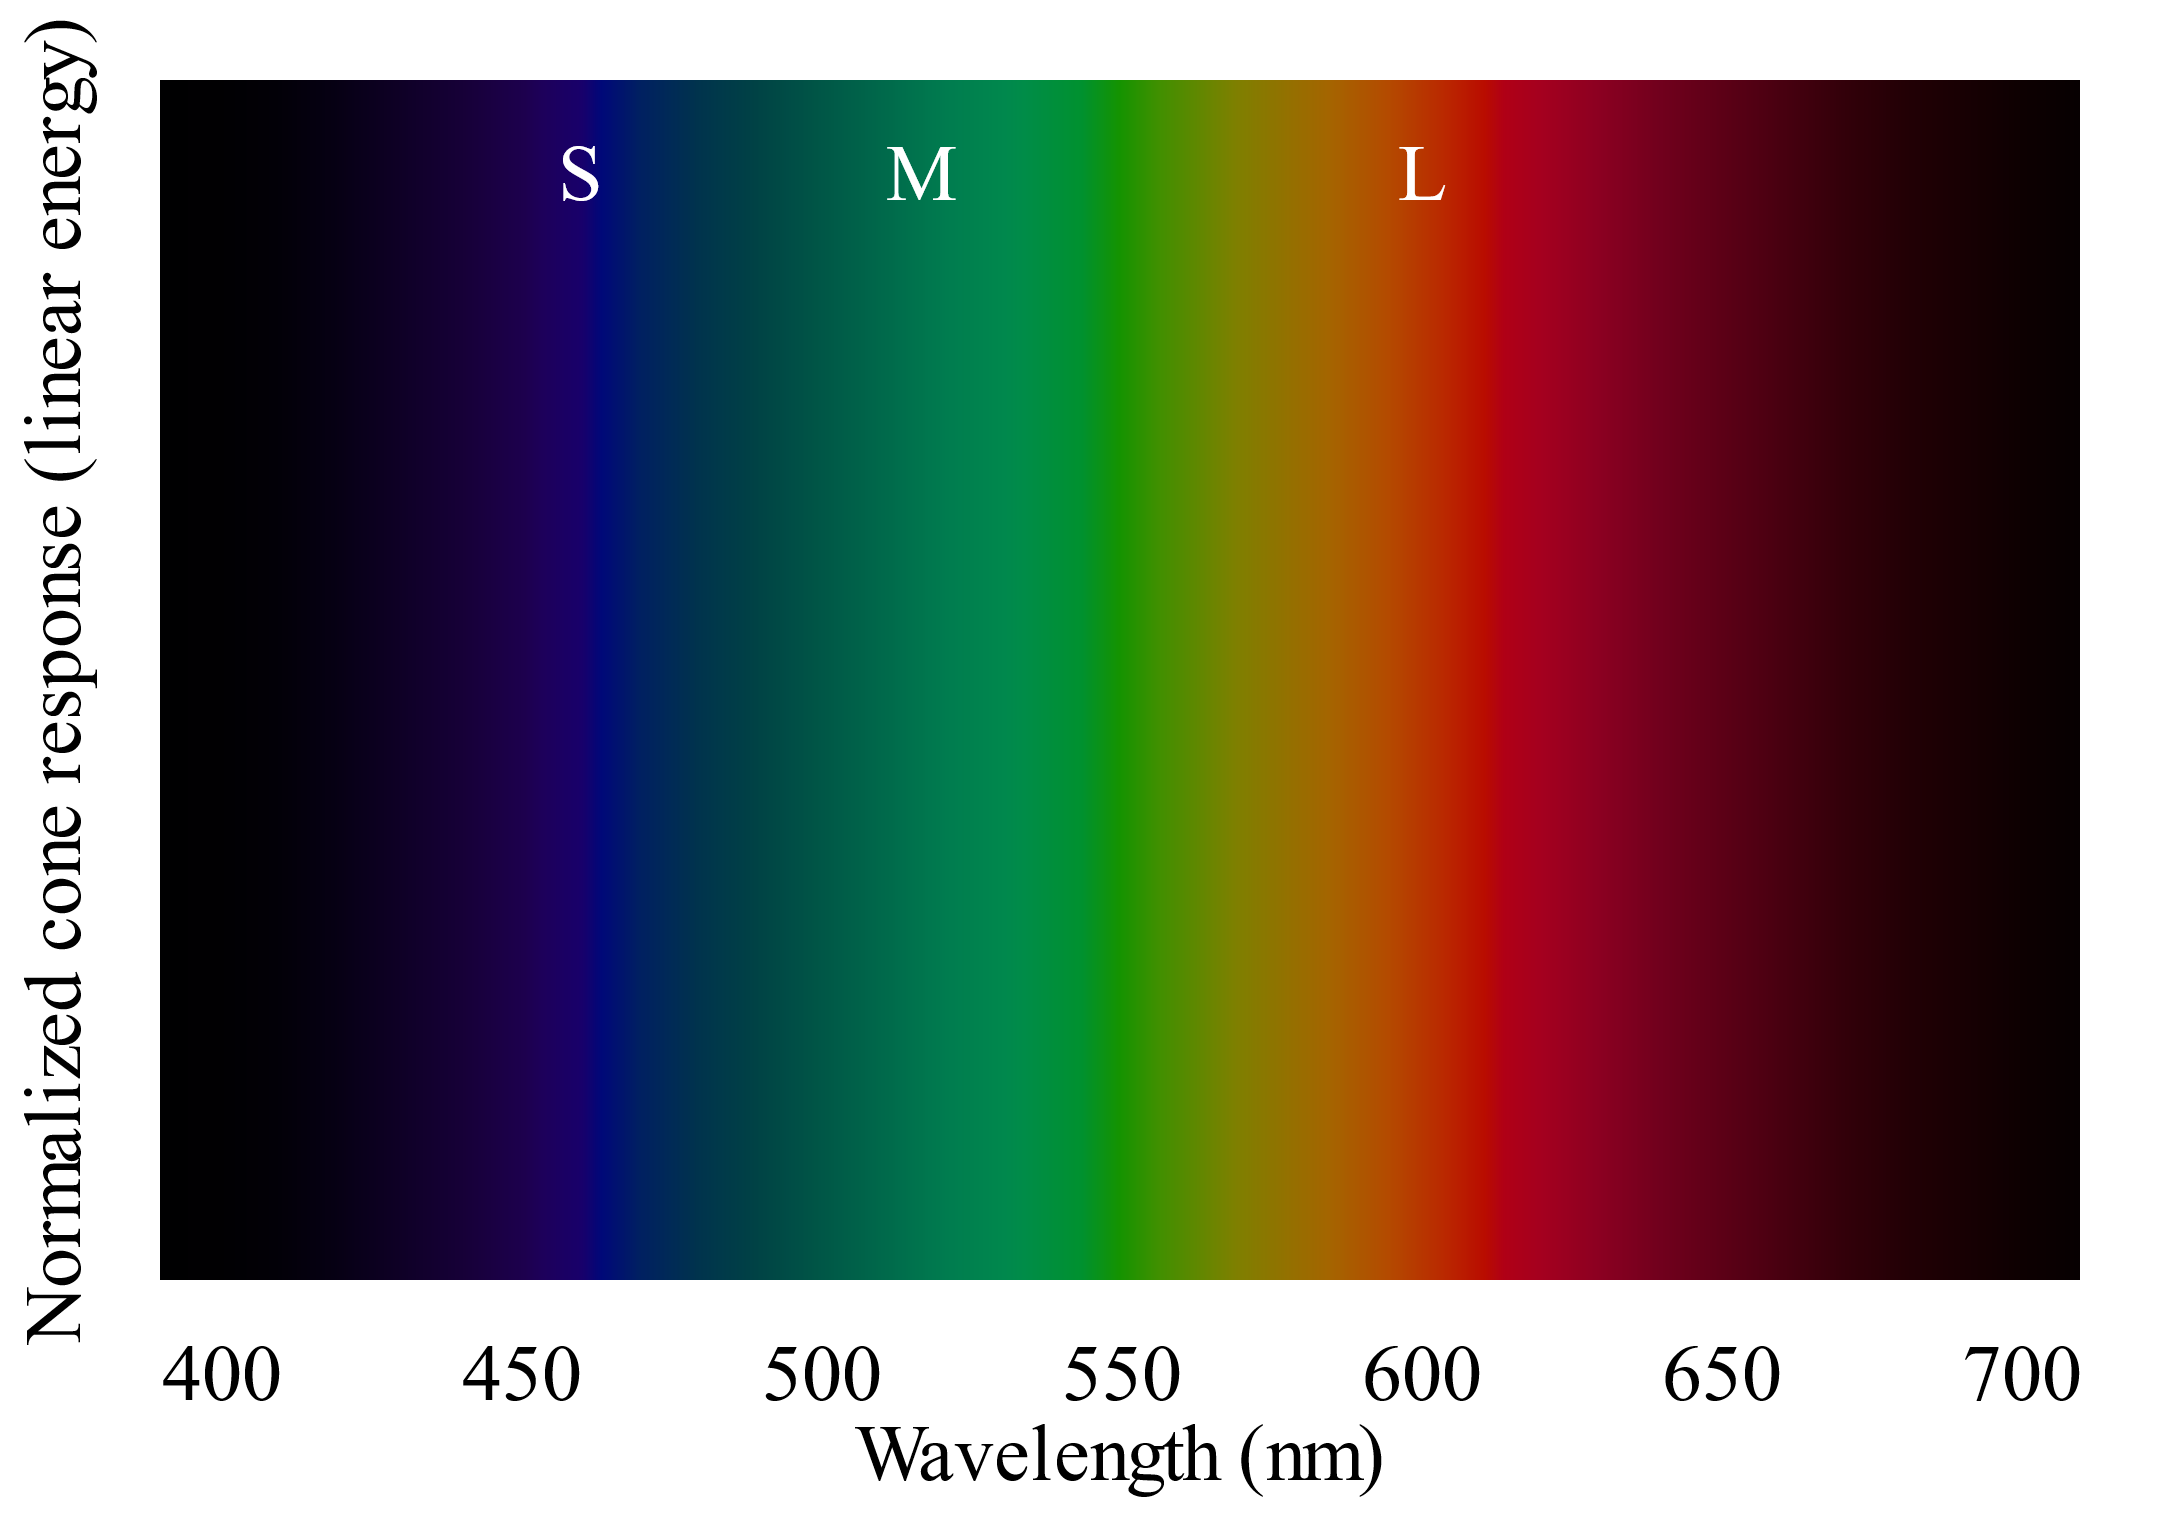 Normalized cone response (linear energy)
S M L
400 450 500 550 600 650 700
Wavelength (nm)